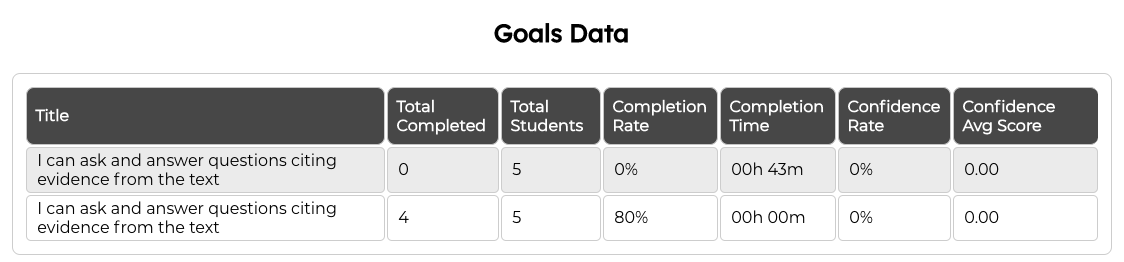 Goals Data
Title
Total
Completed
Total
Students
Completion
Rate
Completion
Time
Confidence
Rate
Confidence
Avg Score
I can ask and answer questions citing
evidence from the text
0
5
0%
00h 43m
0%
0.00
I can ask and answer questions citing
evidence from the text
4
5
80%
00h 00m
0%
0.00